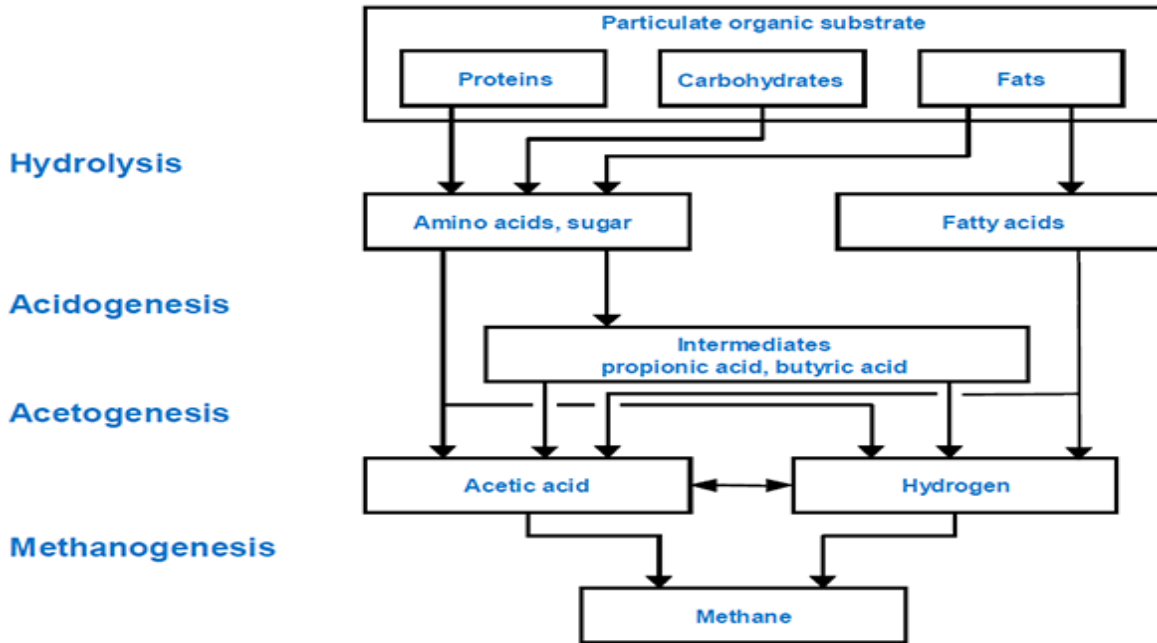 Particulate organic substrate
Proteins
Carbohydrates
Fats
Hydrolysis
Amino acids, sugar
Fatty acids
Acidogenesis
Intermediates
propionic acid, butyric acid
Acetogenesis
Acetic acid
Hydrogen
Methanogenesis
Methane